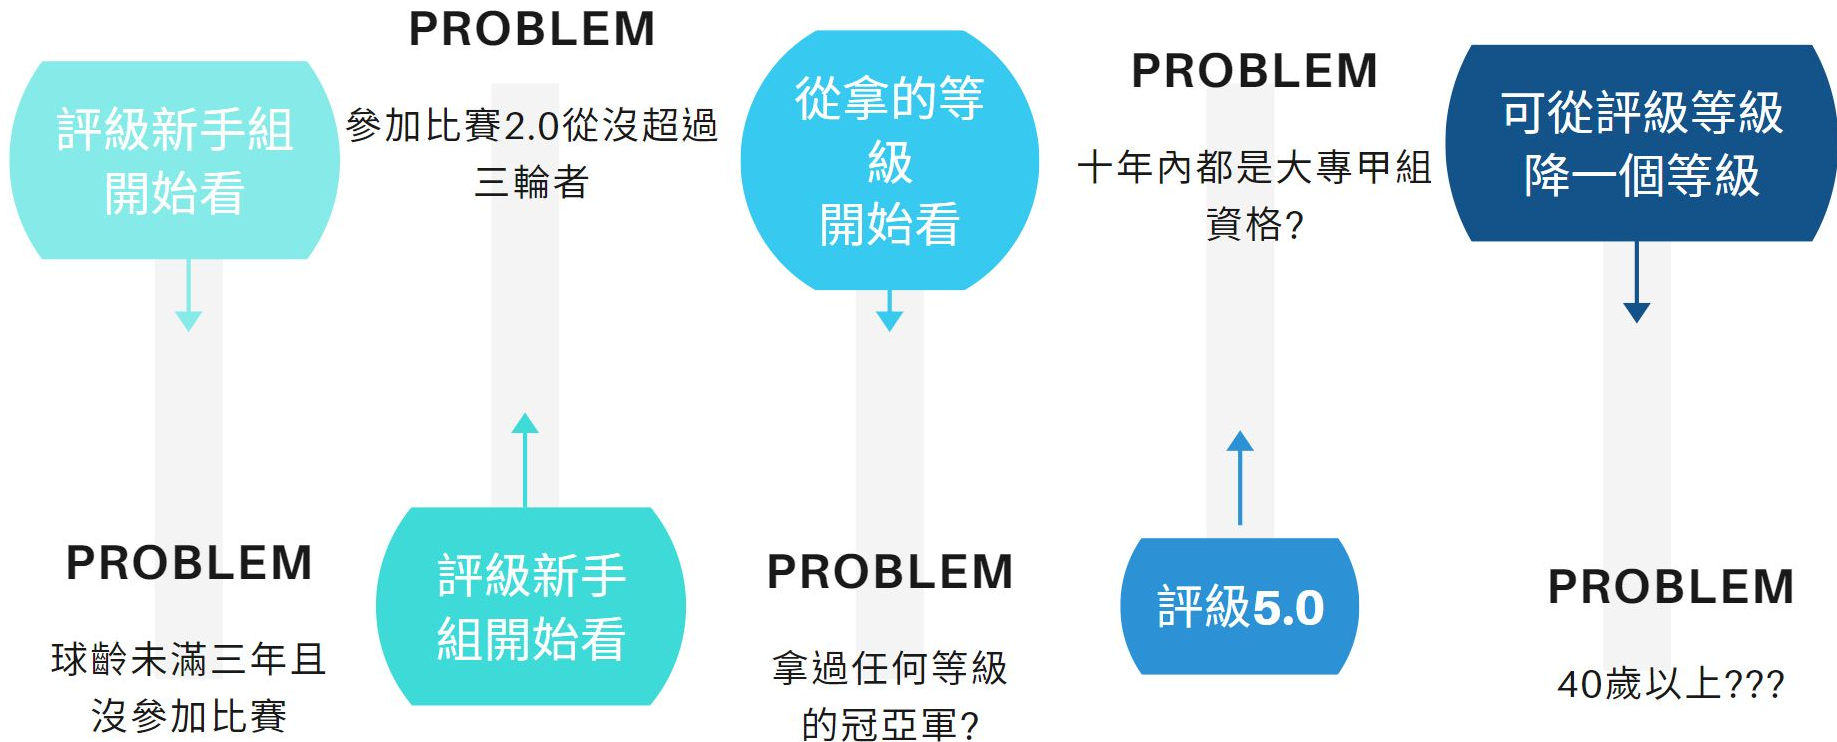 評級新手組
開始看
PROBLEM
球齡未滿三年且
沒參加比賽
PROBLEM
參加比賽2.0從沒超過
三輪者
評級新手
組開始看
從拿的等
級
開始看
PROBLEM
拿過任何等級
的冠亞軍?
PROBLEM
十年內都是大專甲組
資格?
評級5.0
可從評級等級
降一個等級
PROBLEM
40歲以上???